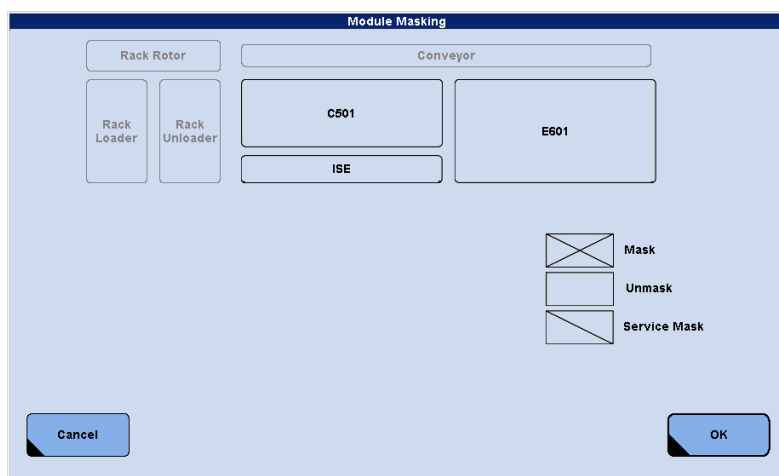 Module Masking
Rack Rotor
Conveyor
Rack
Loader
Rack
Unloader
C501
E601
ISE
Mask
Unmask
Service Mask
Cancel
OK